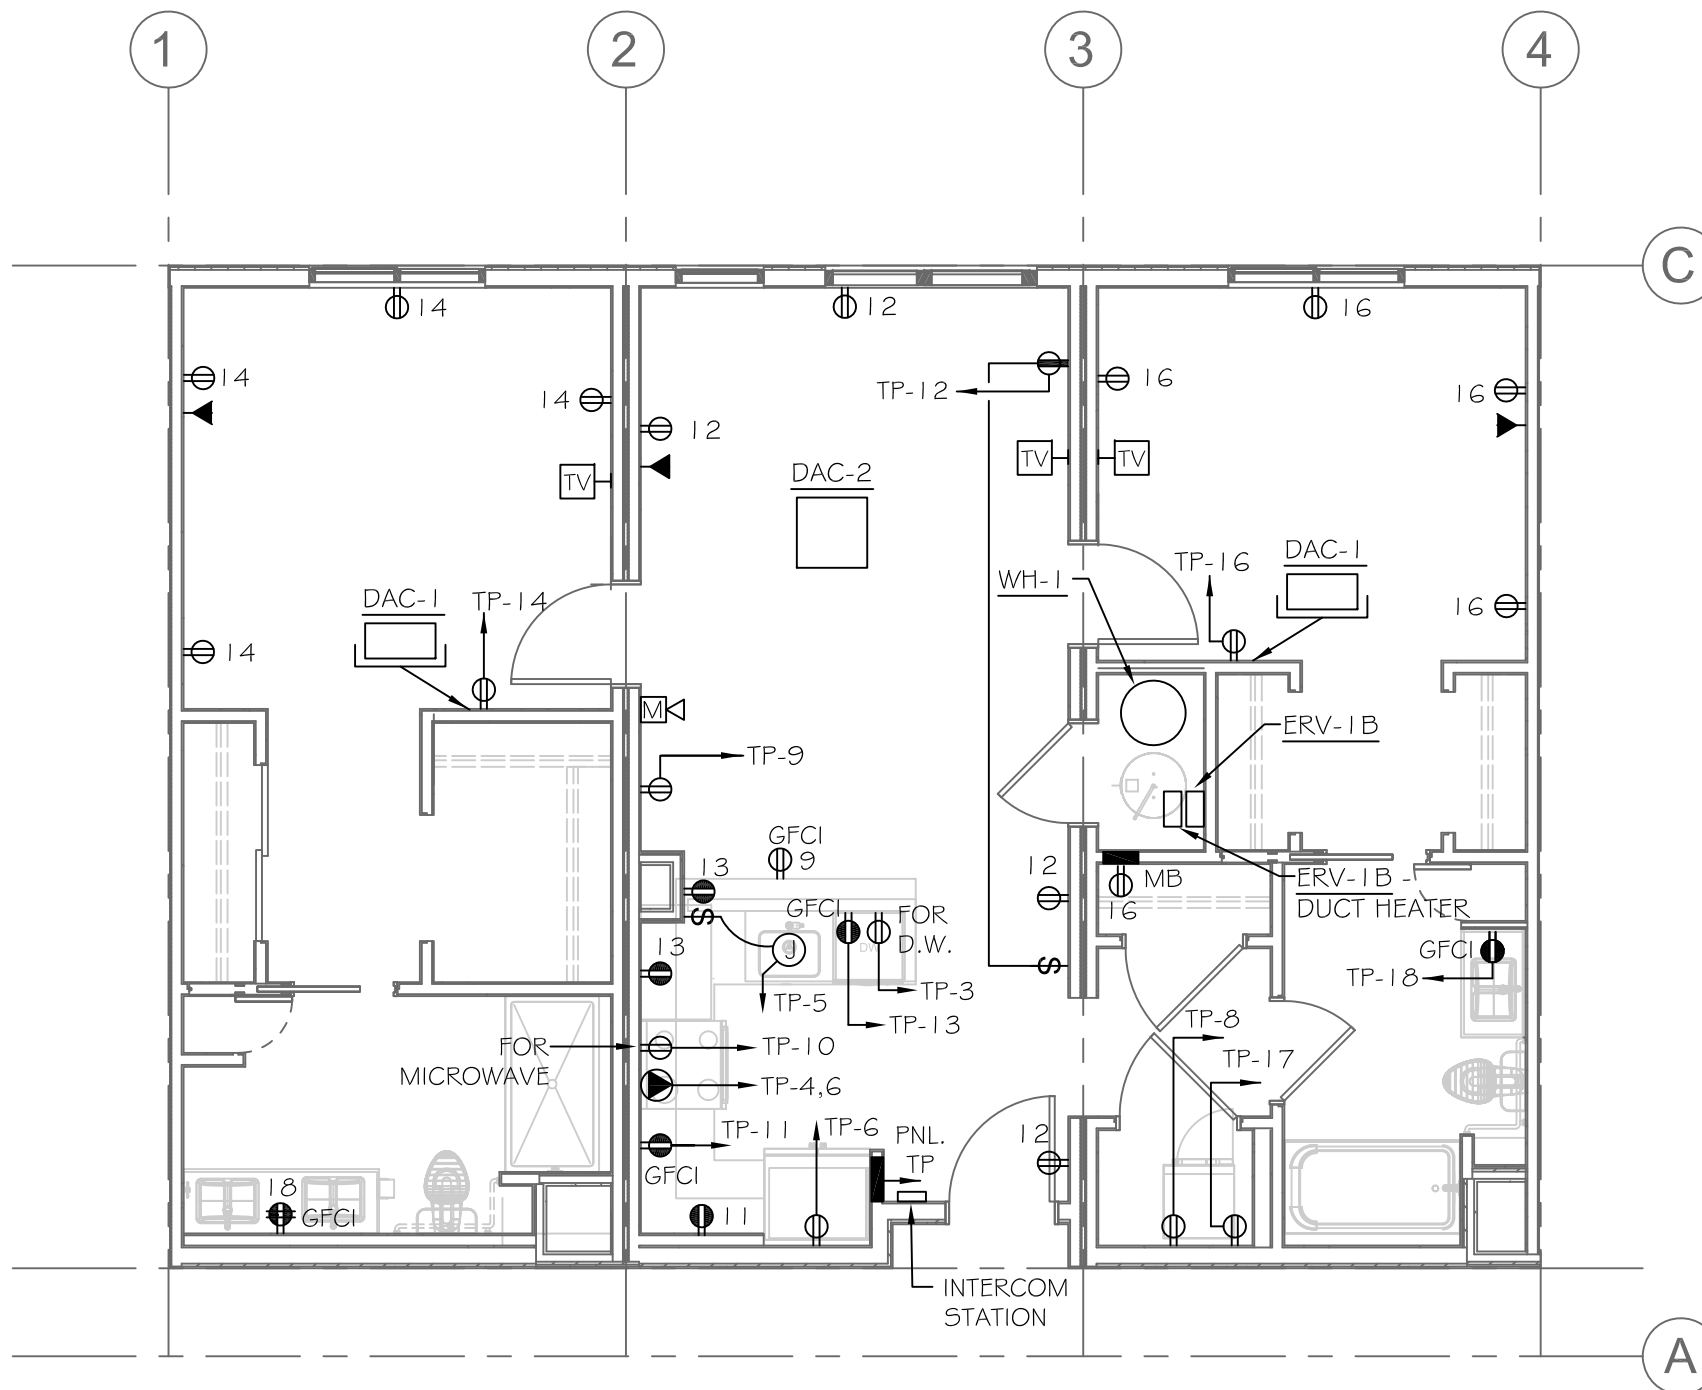 1
2
3
4
C
14
12
16
14
14
TP-12
16
16
12
TV
TV
TV
DAC-2
DAC-1
TP-14
WH-1
TP-16
DAC-1
16
14
M
ERV-1B
TP-9
GFCI
9
13
12
MB
16
ERV-1B -
DUCT HEATER
S
GFCI
FOR
D.W.
DW
J
13
S
GFCI
TP-18
TP-5
TP-3
TP-13
TP-8
FOR
MICROWAVE
TP-10
TP-17
TP-4,6
TP-11
TP-6
PNL.
TP
12
GFCI
18
GFCI
11
INTERCOM
STATION
A